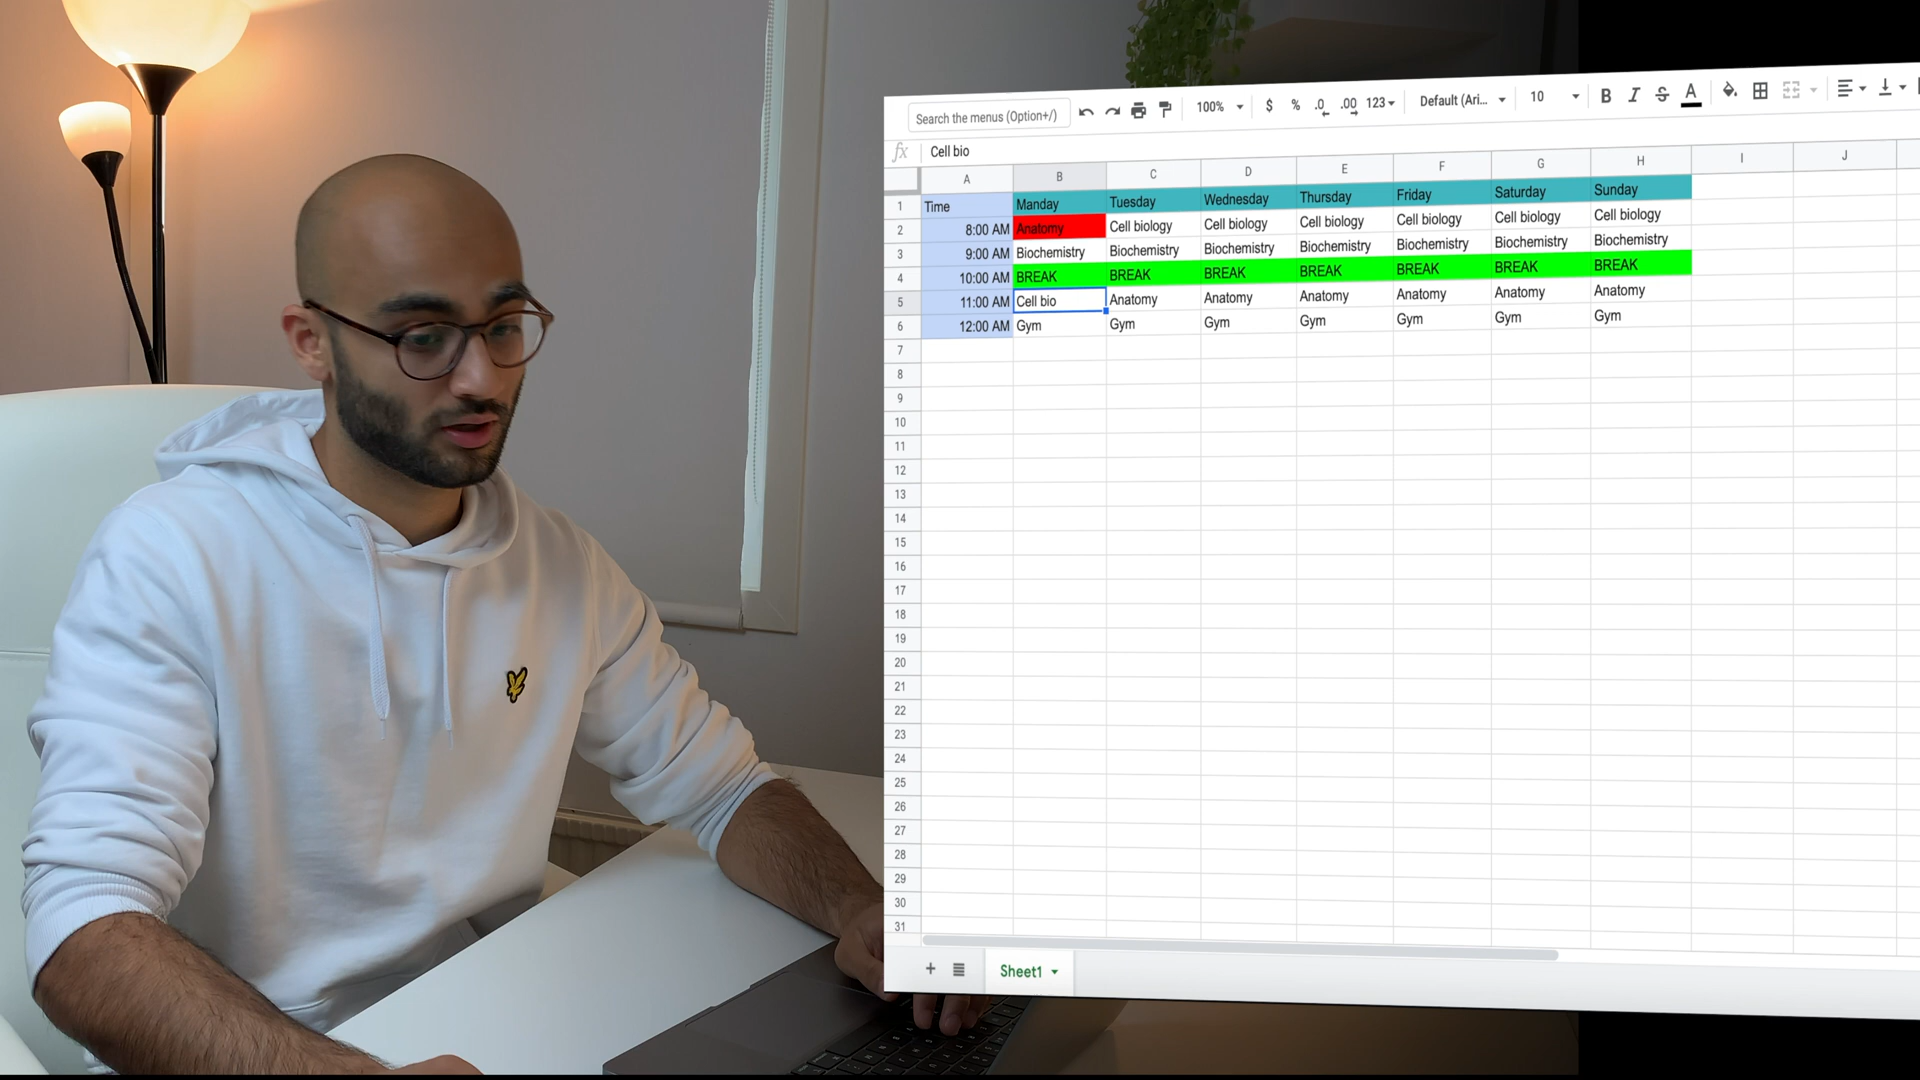 Search the menus (Option+/) 100% $ % .0 .00 123 Default (Ari... 10 B I S A
fx Cell bio
A B C D E F G H I J
1 Time Manday Tuesday Wednesday Thursday Friday Saturday Sunday
2 8:00 AM Anatomy Cell biology Cell biology Cell biology Cell biology Cell biology Cell biology
3 9:00 AM Biochemistry Biochemistry Biochemistry Biochemistry Biochemistry Biochemistry Biochemistry
4 10:00 AM BREAK BREAK BREAK BREAK BREAK BREAK BREAK
5 11:00 AM Cell bio Anatomy Anatomy Anatomy Anatomy Anatomy Anatomy
6 12:00 AM Gym Gym Gym Gym Gym Gym Gym
7
8
9
10
11
12
13
14
15
16
17
18
19
20
21
22
23
24
25
26
27
28
29
30
31
+ Sheet1